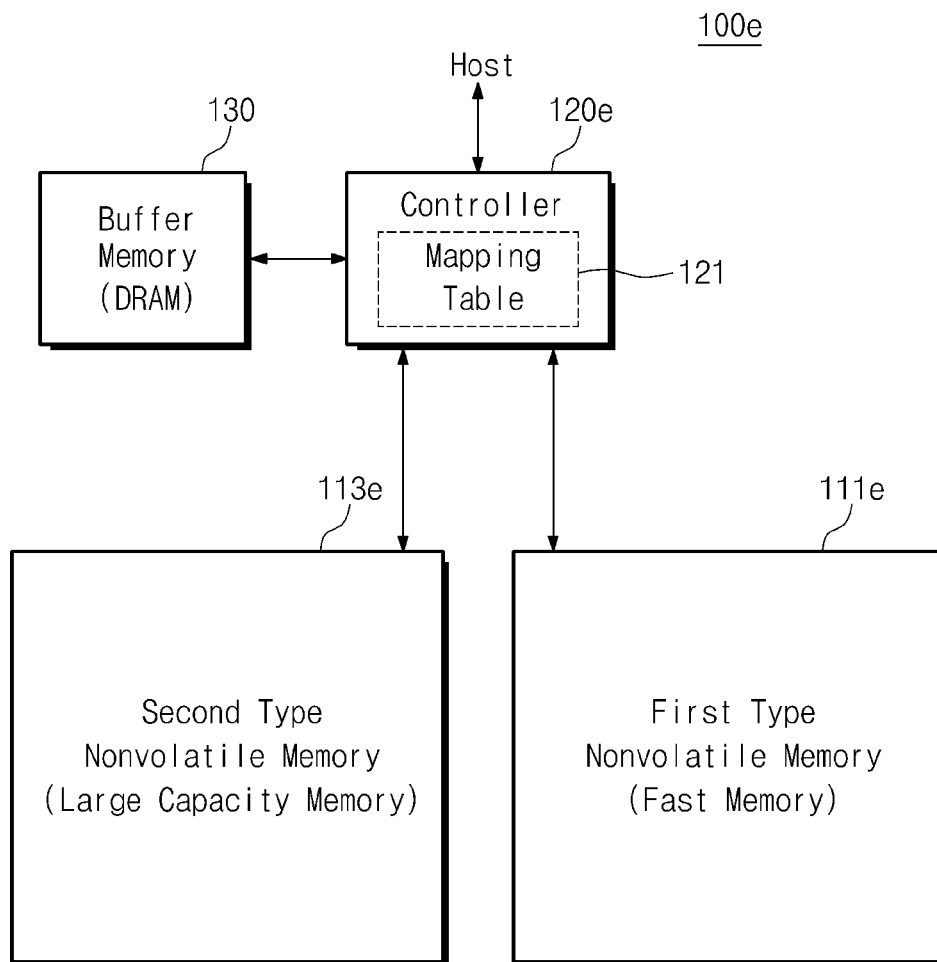 100e
Host
130
120e
Buffer
Memory
(DRAM)
Controller
Mapping
Table
121
113e
111e
Second Type
Nonvolatile Memory
(Large Capacity Memory)
First Type
Nonvolatile Memory
(Fast Memory)